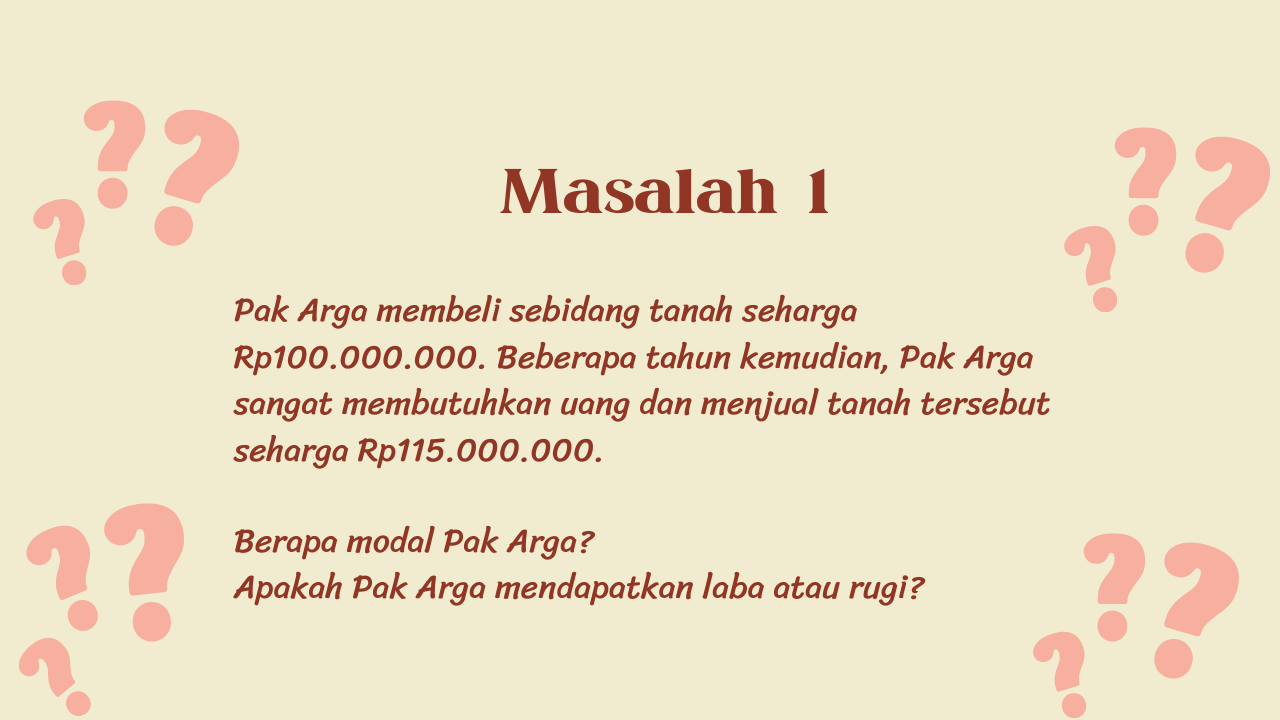 Masalah 1
Pak Arga membeli sebidang tanah seharga
Rp100.000.000. Beberapa tahun kemudian, Pak Arga
sangat membutuhkan uang dan menjual tanah tersebut
seharga Rp115.000.000.
Berapa modal Pak Arga?
Apakah Pak Arga mendapatkan laba atau rugi?